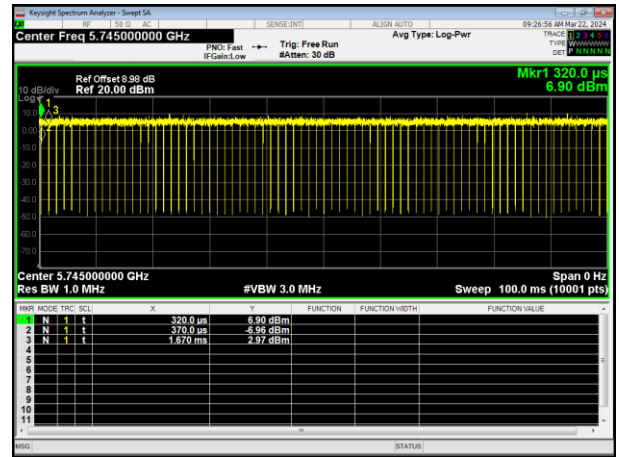 Keysight Spectrum Analyzer - Swept SA
RF 50 Ω AC SENSE:INT ALIGN AUTO 09:26:56 AM Mar 22, 2024
Center Freq 5.745000000 GHz Avg Type: Log-Pwr TRACE 1 2 3 4 5 6
PNO: Fast Trig: Free Run TYPE WWWWWW
IFGain:Low #Atten: 30 dB DET P N N N N N
Ref Offset 8.98 dB Mkr1 320.0 µs
10 dB/div Ref 20.00 dBm 6.90 dBm
Log
1
3
10.0
0.00
2
-10.0
-20.0
-30.0
-40.0
-50.0
-60.0
-70.0
Center 5.745000000 GHz Span 0 Hz
Res BW 1.0 MHz #VBW 3.0 MHz Sweep 100.0 ms (10001 pts)
MKR MODE TRC SCL X Y FUNCTION FUNCTION WIDTH FUNCTION VALUE
1 N 1 t 320.0 µs 6.90 dBm
2 N 1 t 370.0 µs -6.96 dBm
3 N 1 t 1.670 ms 2.97 dBm
4
5
6
7
8
9
10
11
MSG STATUS